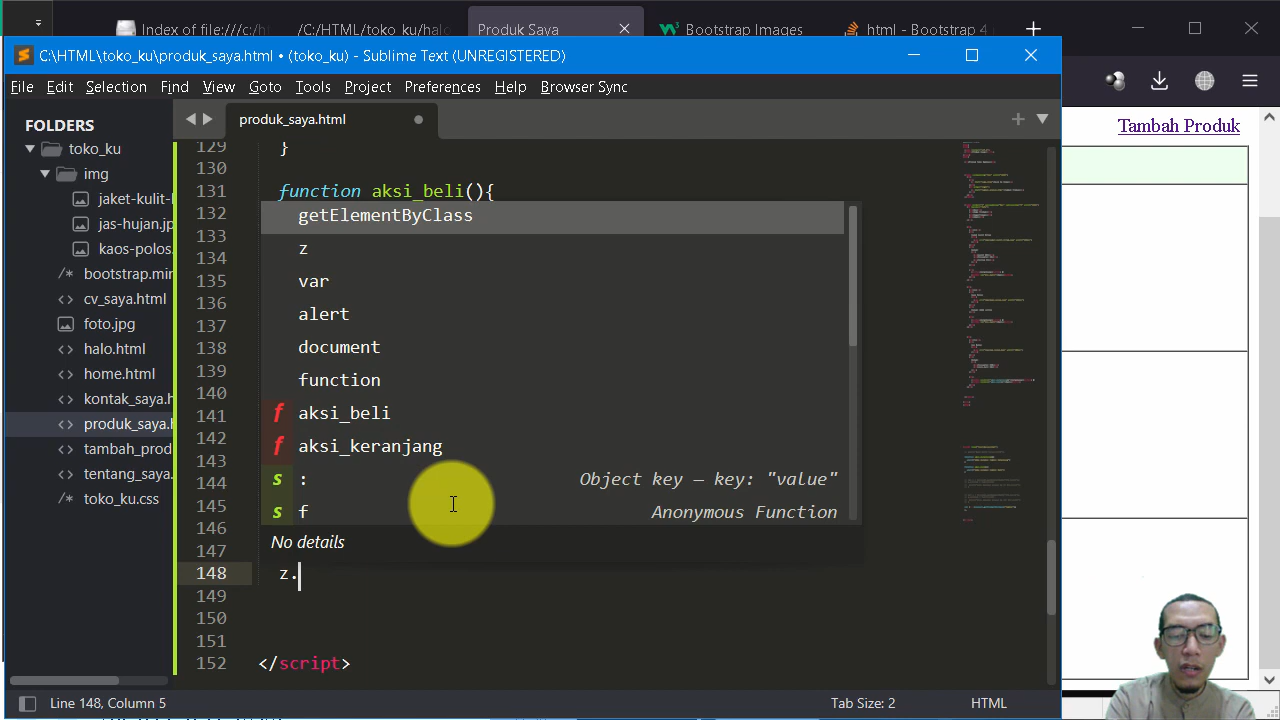 Index of file:///c:/h
/C:/HTML/toko_ku/halo
Produk Saya
Bootstrap Images
html - Bootstrap 4
C:\HTML\toko_ku\produk_saya.html • (toko_ku) - Sublime Text (UNREGISTERED)
File Edit Selection Find View Goto Tools Project Preferences Help Browser Sync
FOLDERS
toko_ku
img
jaket-kulit-
jas-hujan.jp
kaos-polos.
bootstrap.min
cv_saya.html
foto.jpg
halo.html
home.html
kontak_saya.h
produk_saya.h
tambah_prod
tentang_saya.
toko_ku.css
produk_saya.html
129 }
130
131 function aksi_beli(){
132
133
134
135
136
137
138
139
140
141
142
143
144
145
146
147
148 z.
149
150
151
152 </script>
getElementByClass
z
var
alert
document
function
f aksi_beli
f aksi_keranjang
s : Object key — key: "value"
s f Anonymous Function
No details
Tambah Produk
Line 148, Column 5
Tab Size: 2
HTML